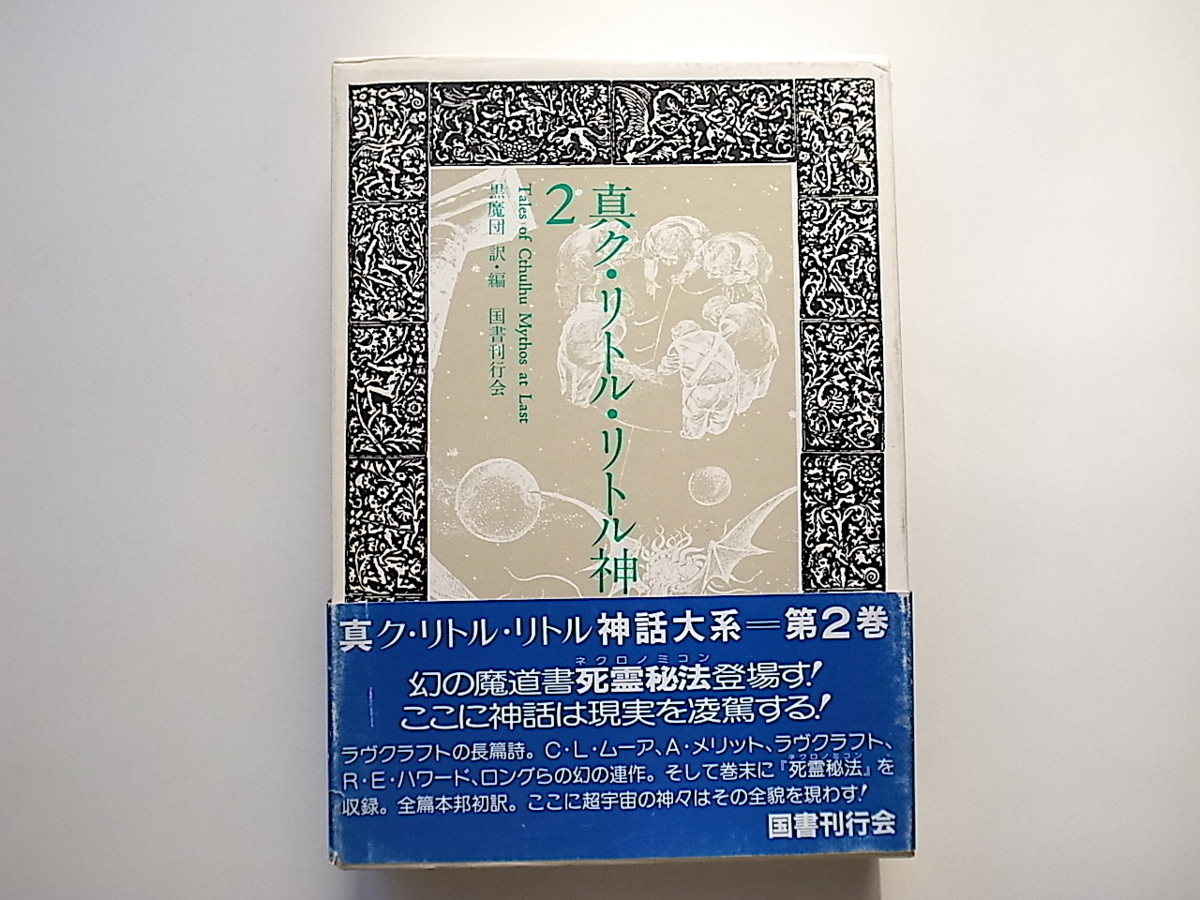 真ク・リトル・リトル神
2
Tales of Cthulhu Mythos at Last
黒魔団 訳・編 国書刊行会
真ク・リトル・リトル神話大系＝第2巻
ネクロノミコン
幻の魔道書死霊秘法登場す!
ここに神話は現実を凌駕する!
ラヴクラフトの長篇詩。C・L・ムーア、A・メリット、ラヴクラフト、
ネクロノミコン
R・E・ハワード、ロングらの幻の連作。そして巻末に『死霊秘法』を
収録。全篇本邦初訳。ここに超宇宙の神々はその全貌を現わす!
国書刊行会